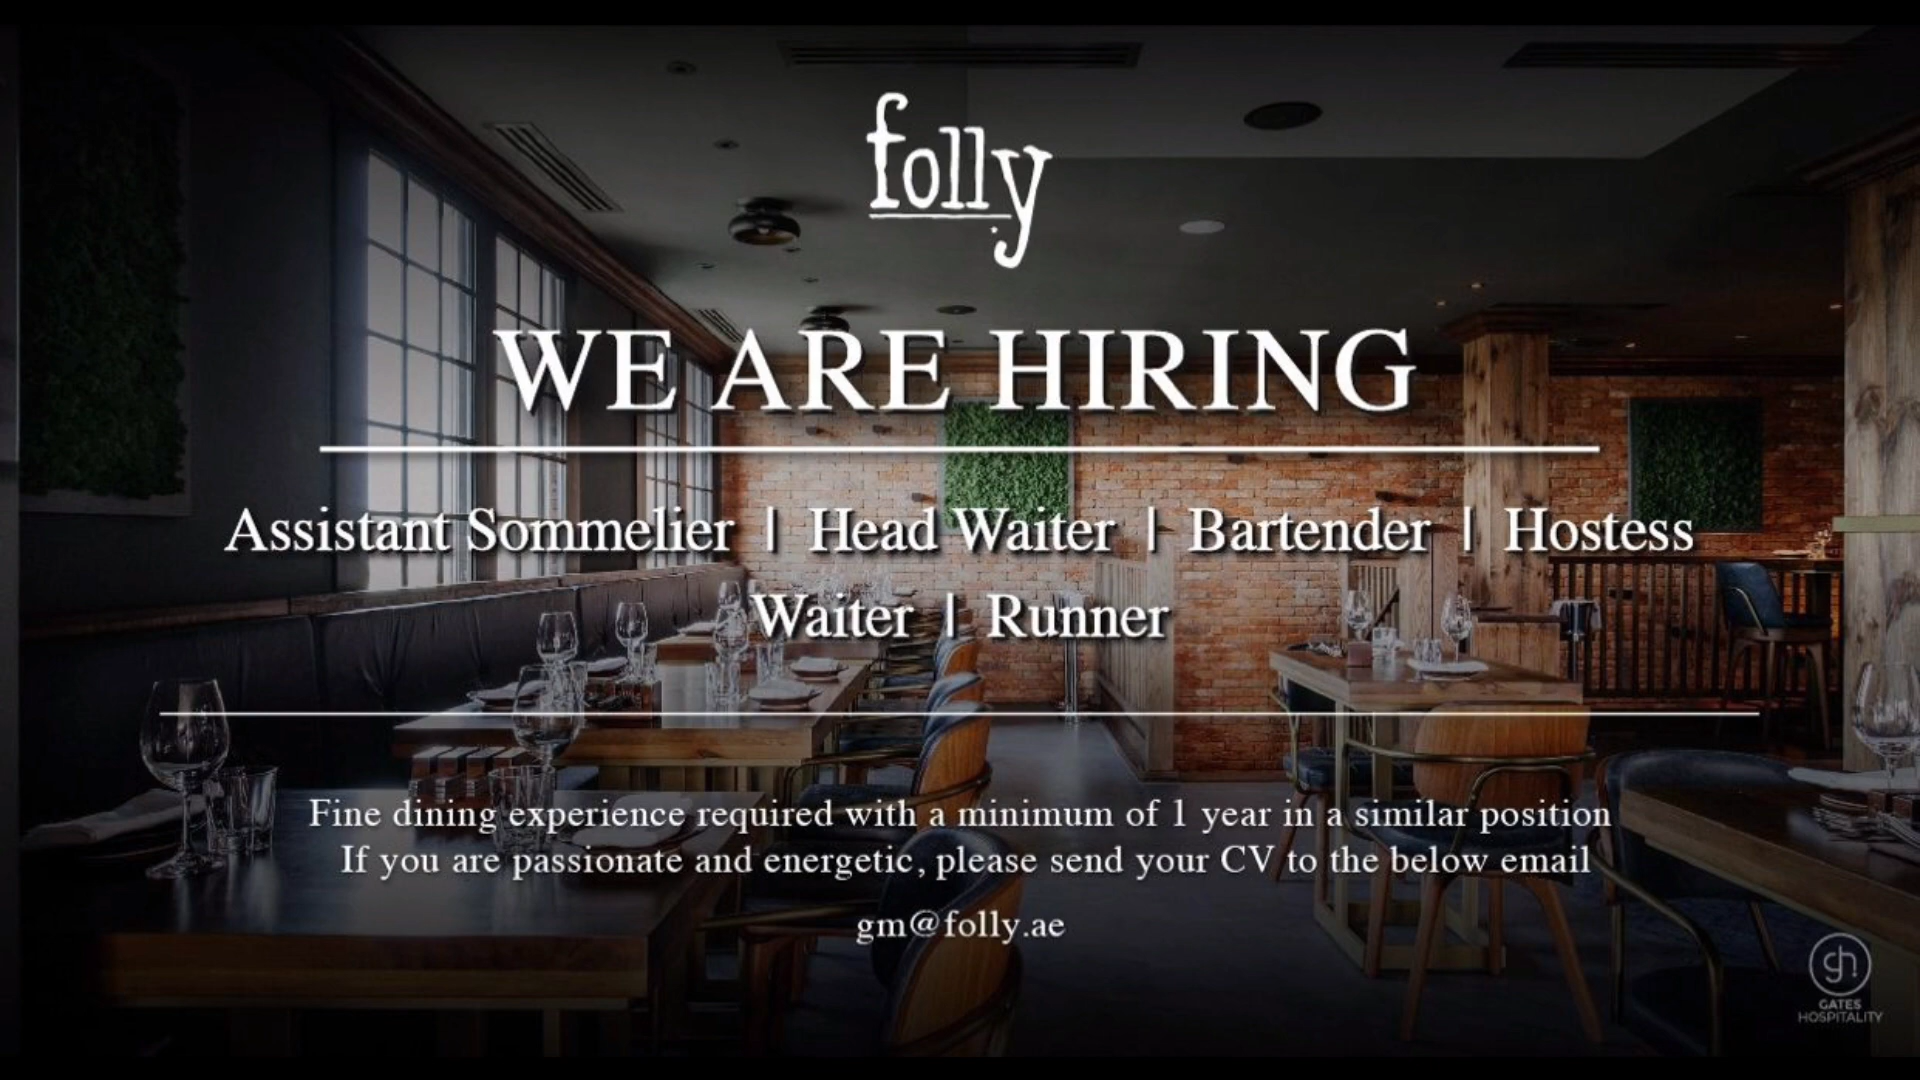 folly
WE ARE HIRING
Assistant Sommelier | Head Waiter | Bartender | Hostess
Waiter | Runner
Fine dining experience required with a minimum of 1 year in a similar position
If you are passionate and energetic, please send your CV to the below email
gm@folly.ae
gh
GATES
HOSPITALITY